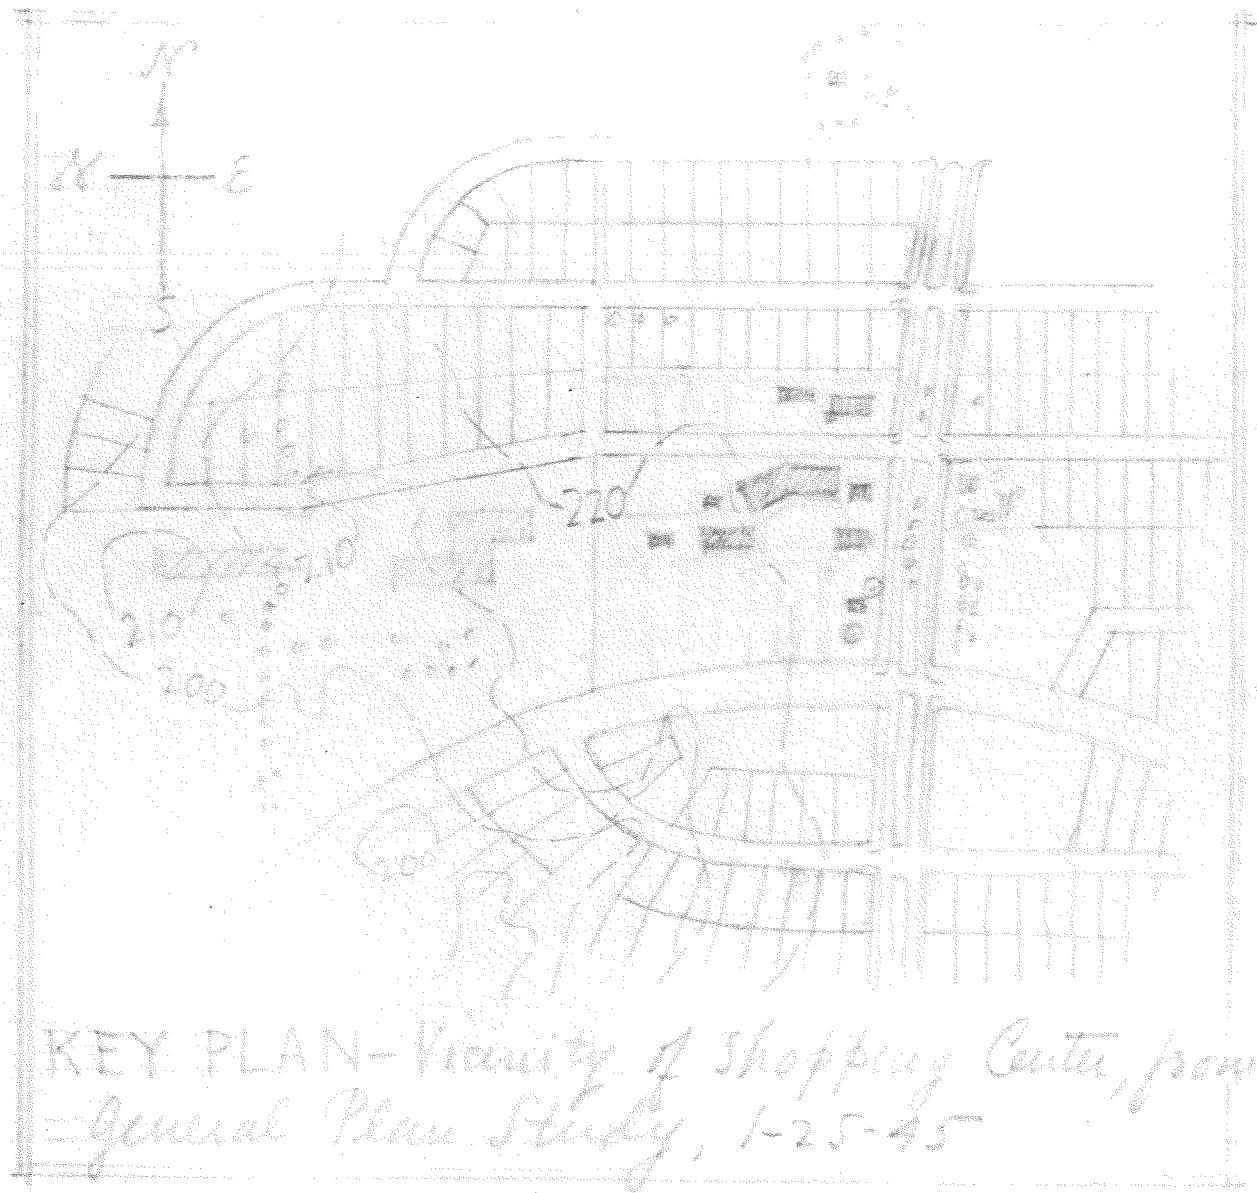 N
W E
S
220
210
210
200
200
KEY PLAN - Vicinity of Shopping Center, from
General Plan Study, 1-25-45